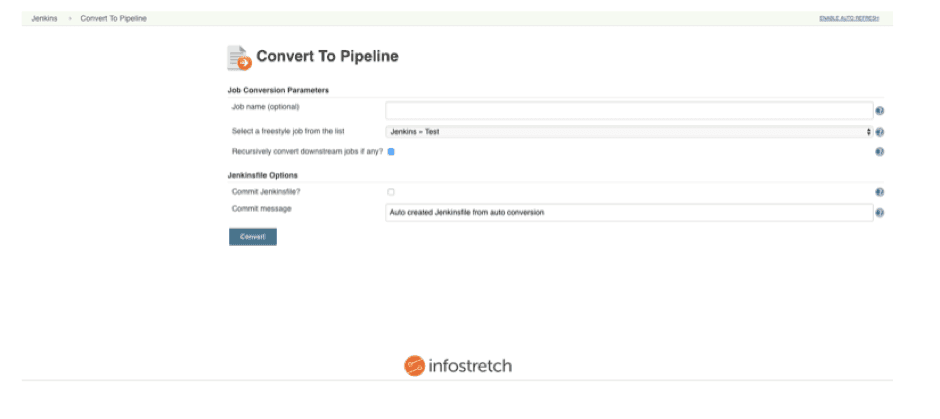 Jenkins › Convert To Pipeline
ENABLE AUTO REFRESH
Convert To Pipeline
Job Conversion Parameters
Job name (optional)
Select a freestyle job from the list
Jenkins - Test
Recursively convert downstream jobs if any?
Jenkinsfile Options
Commit Jenkinsfile?
Commit message
Auto created Jenkinsfile from auto conversion
Convert
infostretch